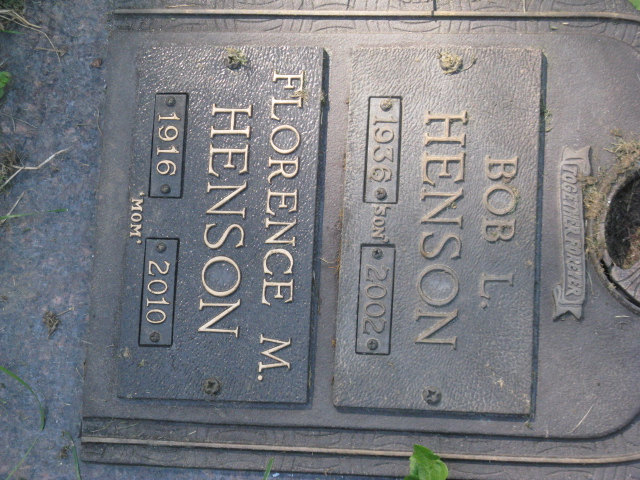 TOGETHER FOREVER
BOB L.
HENSON
1936 "SON" 2002
FLORENCE M.
HENSON
1916 2010
"MOM"